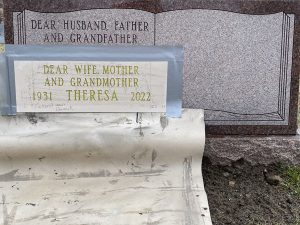 DEAR HUSBAND, FATHER
AND GRANDFATHER
DEAR WIFE, MOTHER
AND GRANDMOTHER
1931 THERESA 2022